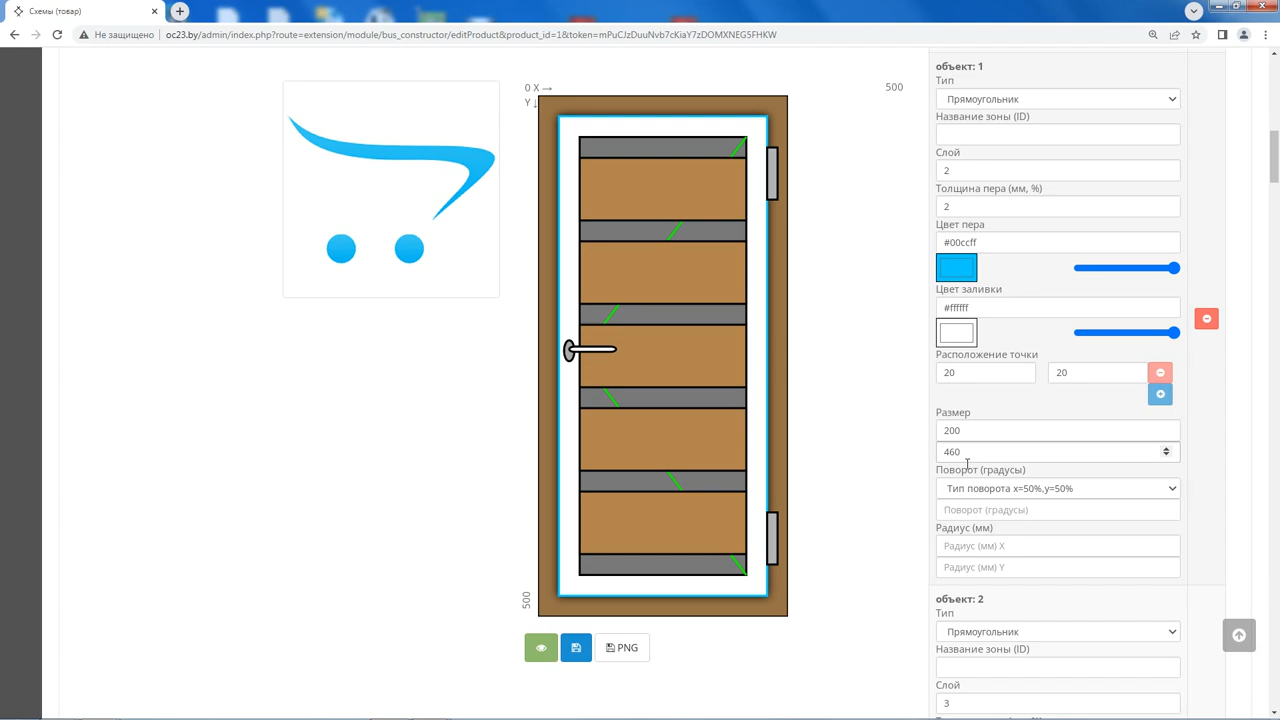 Схемы (товар)
Не защищено
oc23.by/admin/index.php?route=extension/module/bus_constructor/editProduct&product_id=1&token=mPuCJzDuuNvb7cKiaY7zDOMXNEG5FHKW
0 X →
500
Y ↓
500
PNG
объект: 1
Тип
Прямоугольник
Название зоны (ID)
Слой
2
Толщина пера (мм, %)
2
Цвет пера
#00ccff
Цвет заливки
#ffffff
Расположение точки
20 20
Размер
200
460
Поворот (градусы)
Тип поворота x=50%,y=50%
Поворот (градусы)
Радиус (мм)
Радиус (мм) X
Радиус (мм) Y
объект: 2
Тип
Прямоугольник
Название зоны (ID)
Слой
3